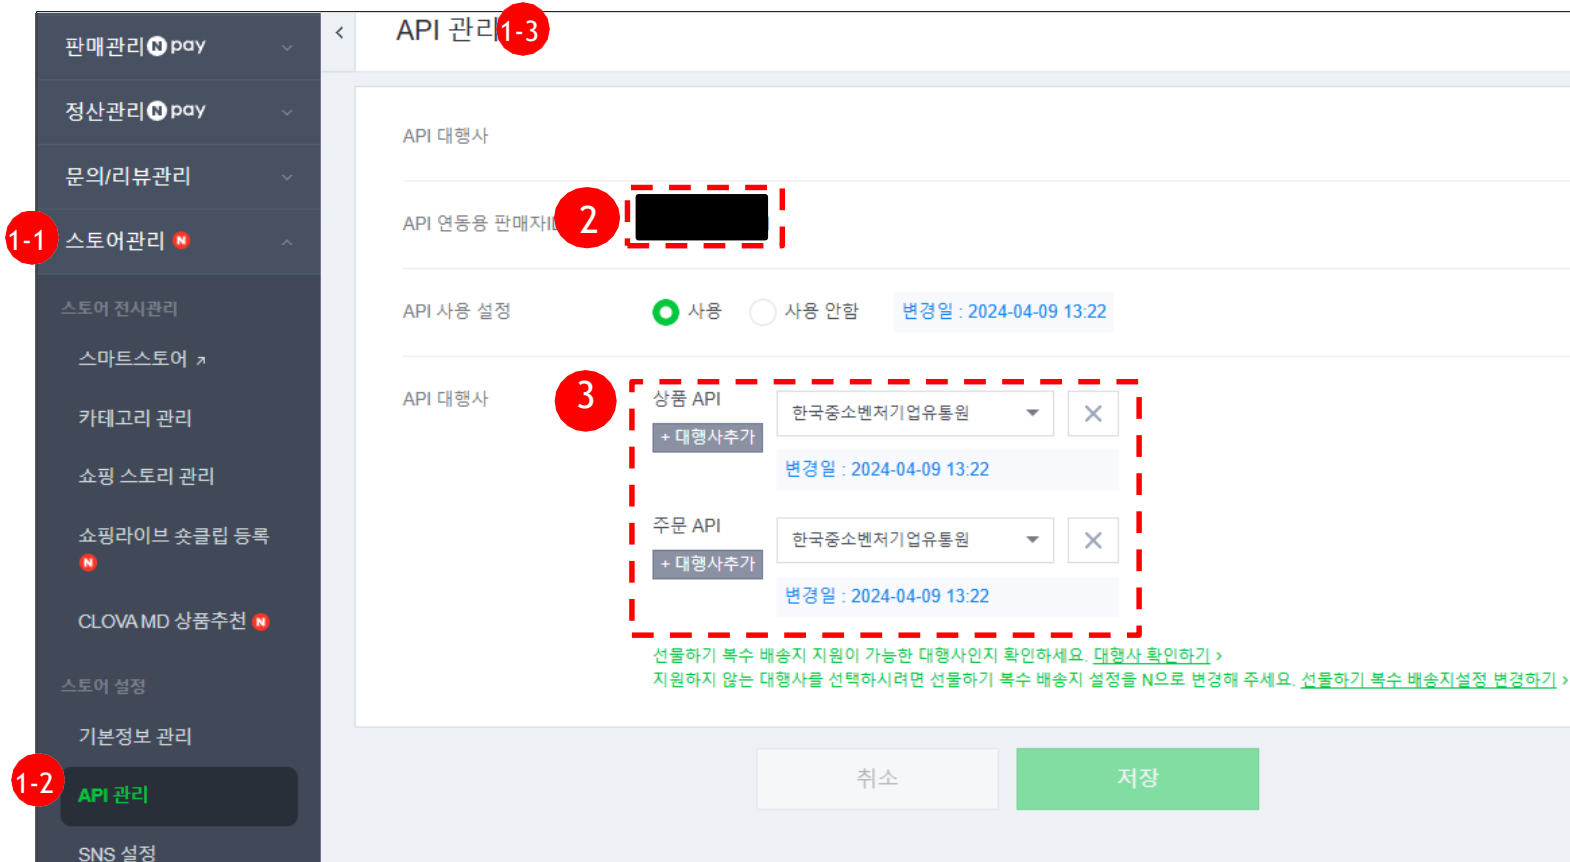 판매관리 N pay
정산관리 N pay
문의/리뷰관리
1-1
스토어관리 N
스토어 전시관리
스마트스토어
카테고리 관리
쇼핑 스토리 관리
쇼핑라이브 숏클립 등록
N
CLOVA MD 상품추천 N
스토어 설정
기본정보 관리
1-2
API 관리
SNS 설정
API 관리 1-3
API 대행사
API 연동용 판매자ID 2
API 사용 설정 사용 사용 안함 변경일 : 2024-04-09 13:22
API 대행사 3
상품 API 한국중소벤처기업유통원
+ 대행사추가
변경일 : 2024-04-09 13:22
주문 API 한국중소벤처기업유통원
+ 대행사추가
변경일 : 2024-04-09 13:22
선물하기 복수 배송지 지원이 가능한 대행사인지 확인하세요. 대행사 확인하기 >
지원하지 않는 대행사를 선택하시려면 선물하기 복수 배송지 설정을 N으로 변경해 주세요. 선물하기 복수 배송지설정 변경하기 >
취소 저장